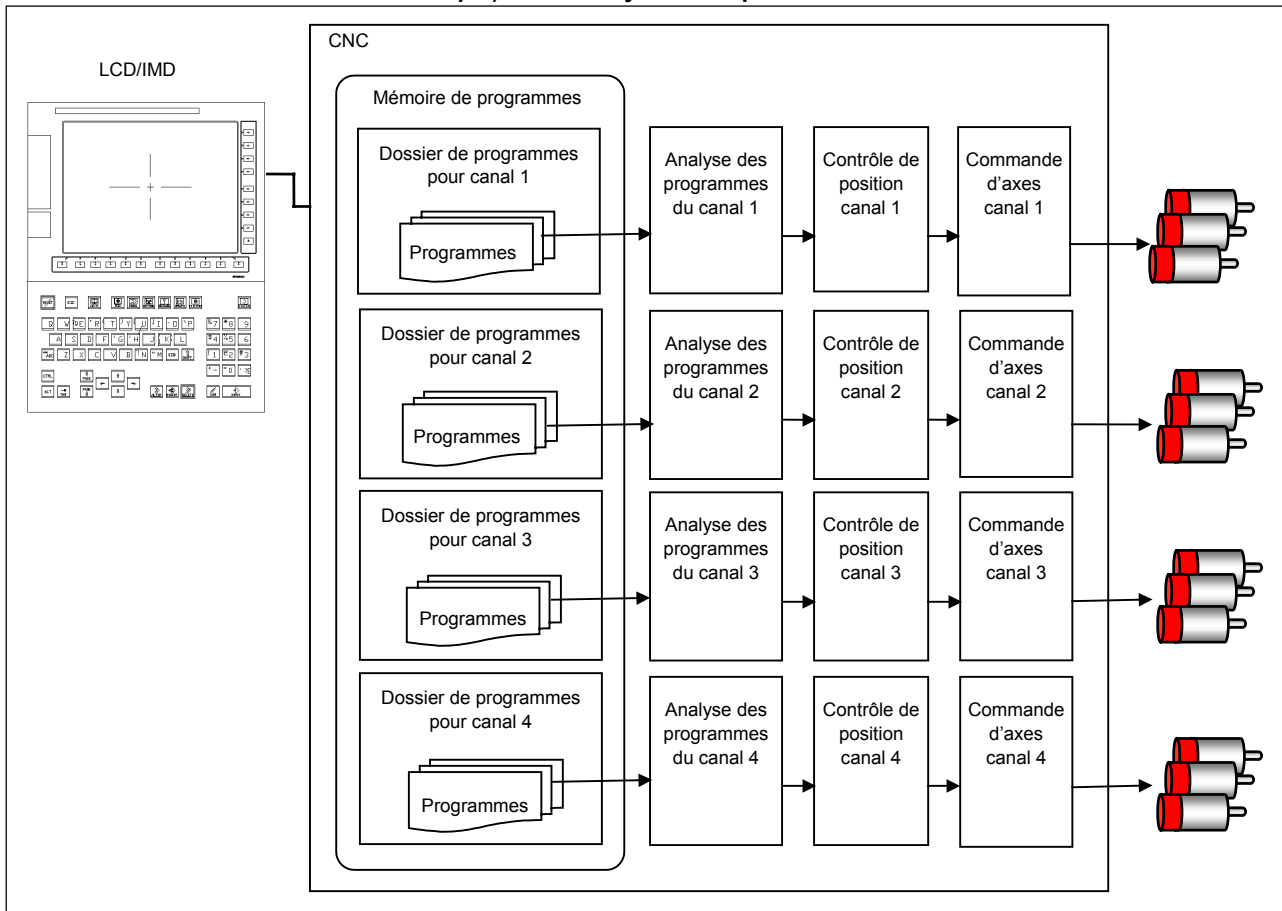 CNC
LCD/IMD
Mémoire de programmes
Dossier de programmes
pour canal 1
Programmes
Analyse des
programmes
du canal 1
Contrôle de
position
canal 1
Commande
d'axes
canal 1
Dossier de programmes
pour canal 2
Programmes
Analyse des
programmes
du canal 2
Contrôle de
position
canal 2
Commande
d'axes
canal 2
Dossier de programmes
pour canal 3
Programmes
Analyse des
programmes
du canal 3
Contrôle de
position
canal 3
Commande
d'axes
canal 3
Dossier de programmes
pour canal 4
Programmes
Analyse des
programmes
du canal 4
Contrôle de
position
canal 4
Commande
d'axes
canal 4